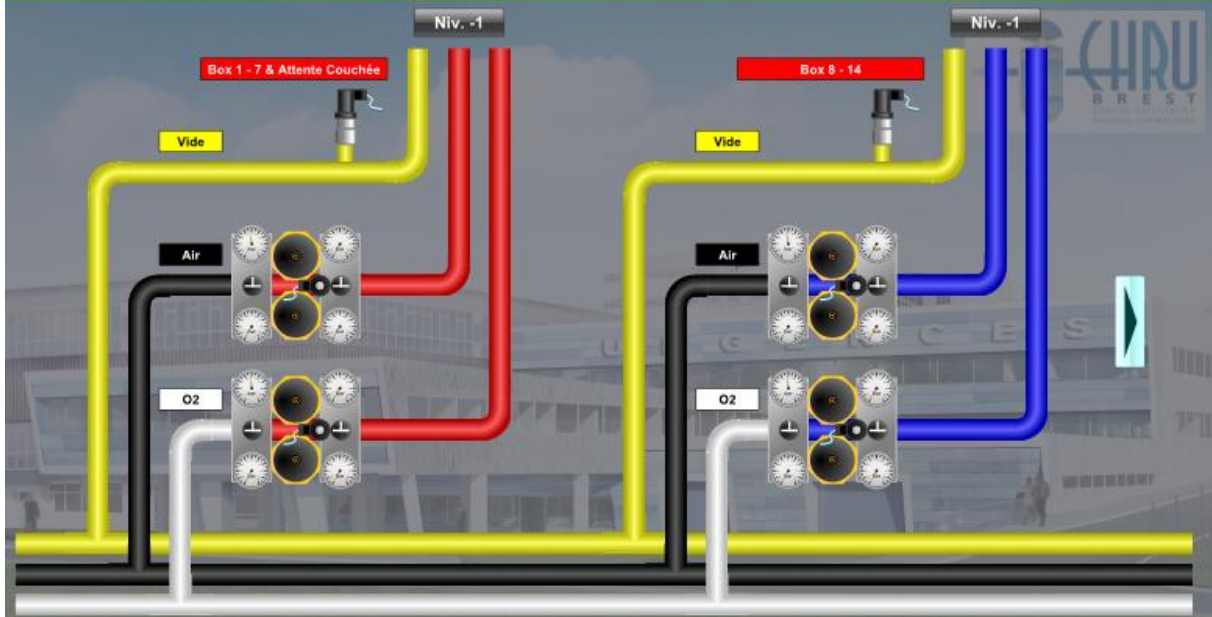 Niv. -1
Niv. -1
Box 1 - 7 & Attente Couchée
Box 8 - 14
CHRU
BREST
Vide
Vide
Air
Air
URGENCES
O2
O2